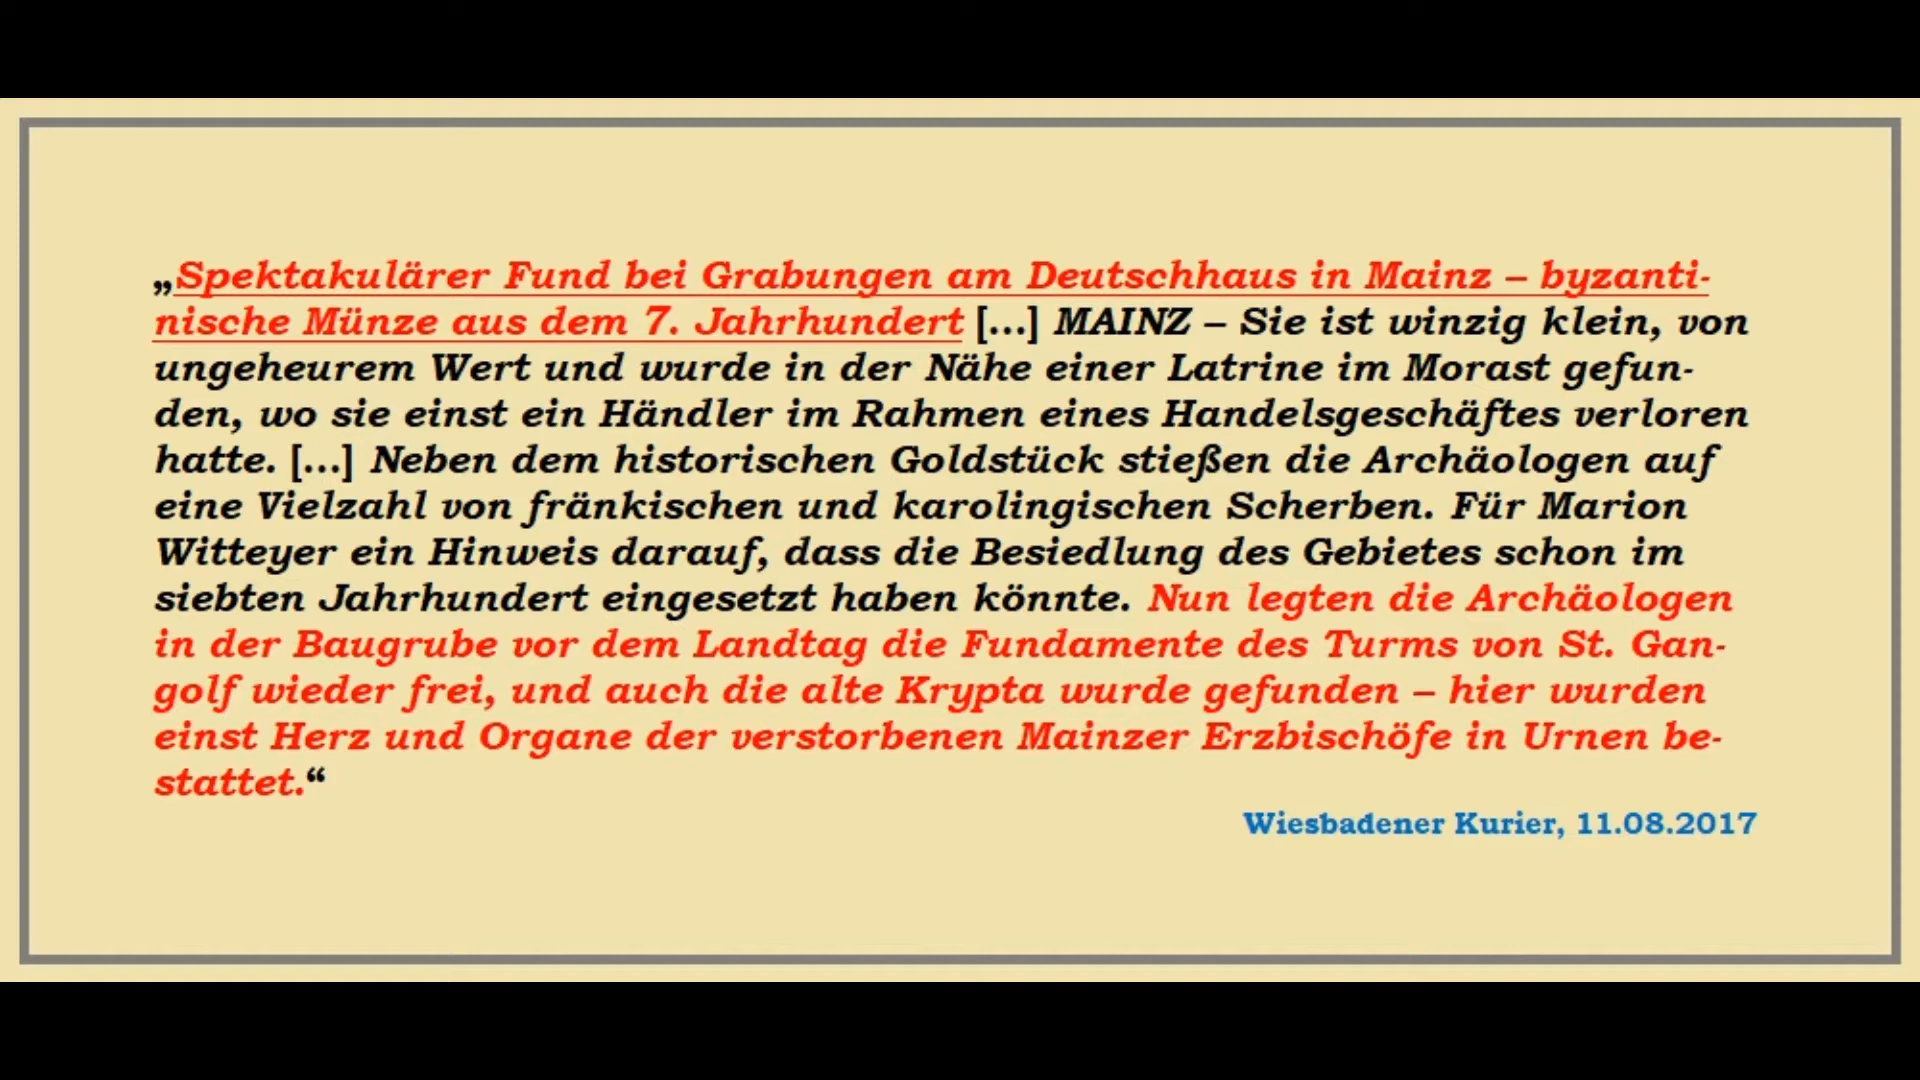 „Spektakulärer Fund bei Grabungen am Deutschhaus in Mainz – byzanti-
nische Münze aus dem 7. Jahrhundert [...] MAINZ – Sie ist winzig klein, von
ungeheurem Wert und wurde in der Nähe einer Latrine im Morast gefun-
den, wo sie einst ein Händler im Rahmen eines Handelsgeschäftes verloren
hatte. [...] Neben dem historischen Goldstück stießen die Archäologen auf
eine Vielzahl von fränkischen und karolingischen Scherben. Für Marion
Witteyer ein Hinweis darauf, dass die Besiedlung des Gebietes schon im
siebten Jahrhundert eingesetzt haben könnte. Nun legten die Archäologen
in der Baugrube vor dem Landtag die Fundamente des Turms von St. Gan-
golf wieder frei, und auch die alte Krypta wurde gefunden – hier wurden
einst Herz und Organe der verstorbenen Mainzer Erzbischöfe in Urnen be-
stattet.“
Wiesbadener Kurier, 11.08.2017